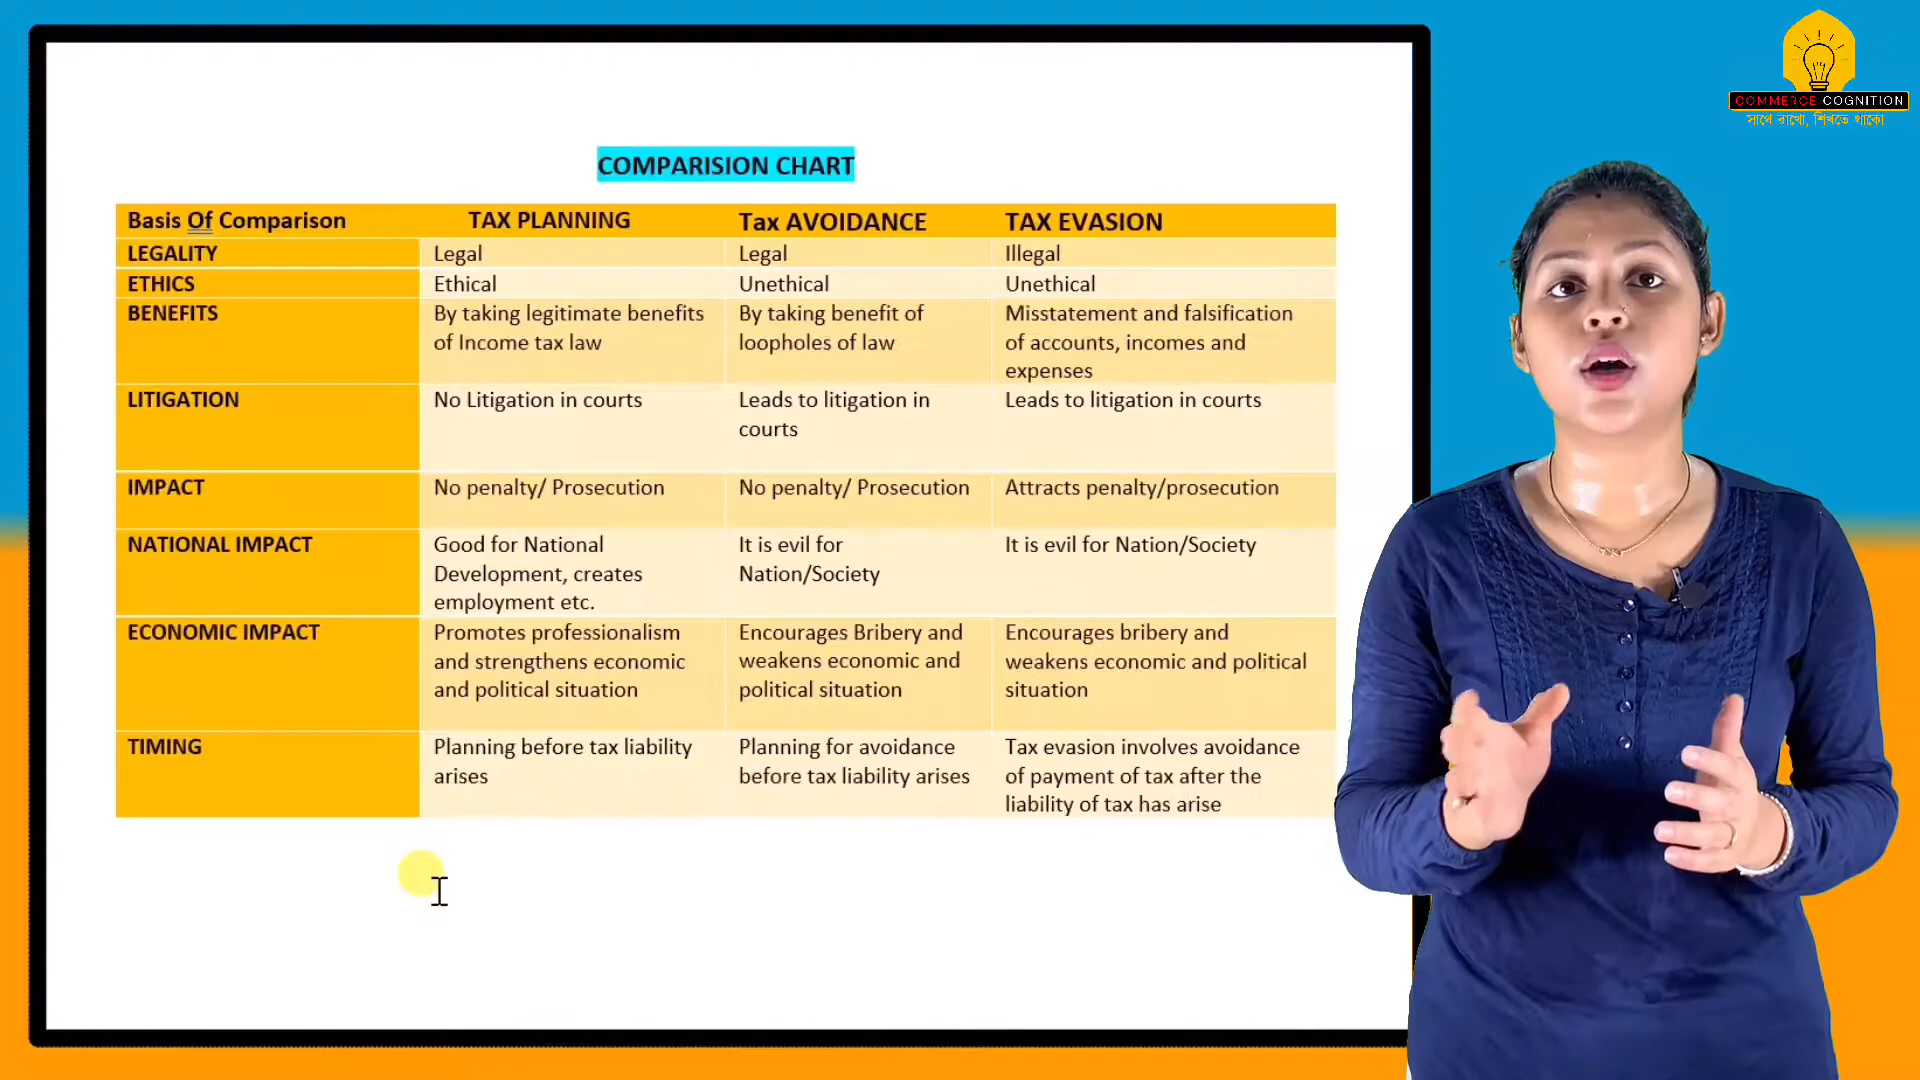 COMMERCE COGNITION
সাথে রাখো, শিখতে থাকো
COMPARISION CHART
Basis Of Comparison TAX PLANNING Tax AVOIDANCE TAX EVASION
LEGALITY Legal Legal Illegal
ETHICS Ethical Unethical Unethical
BENEFITS By taking legitimate benefits By taking benefit of Misstatement and falsification
of Income tax law loopholes of law of accounts, incomes and
expenses
LITIGATION No Litigation in courts Leads to litigation in Leads to litigation in courts
courts
IMPACT No penalty/ Prosecution No penalty/ Prosecution Attracts penalty/prosecution
NATIONAL IMPACT Good for National It is evil for It is evil for Nation/Society
Development, creates Nation/Society
employment etc.
ECONOMIC IMPACT Promotes professionalism Encourages Bribery and Encourages bribery and
and strengthens economic weakens economic and weakens economic and political
and political situation political situation situation
TIMING Planning before tax liability Planning for avoidance Tax evasion involves avoidance
arises before tax liability arises of payment of tax after the
liability of tax has arise